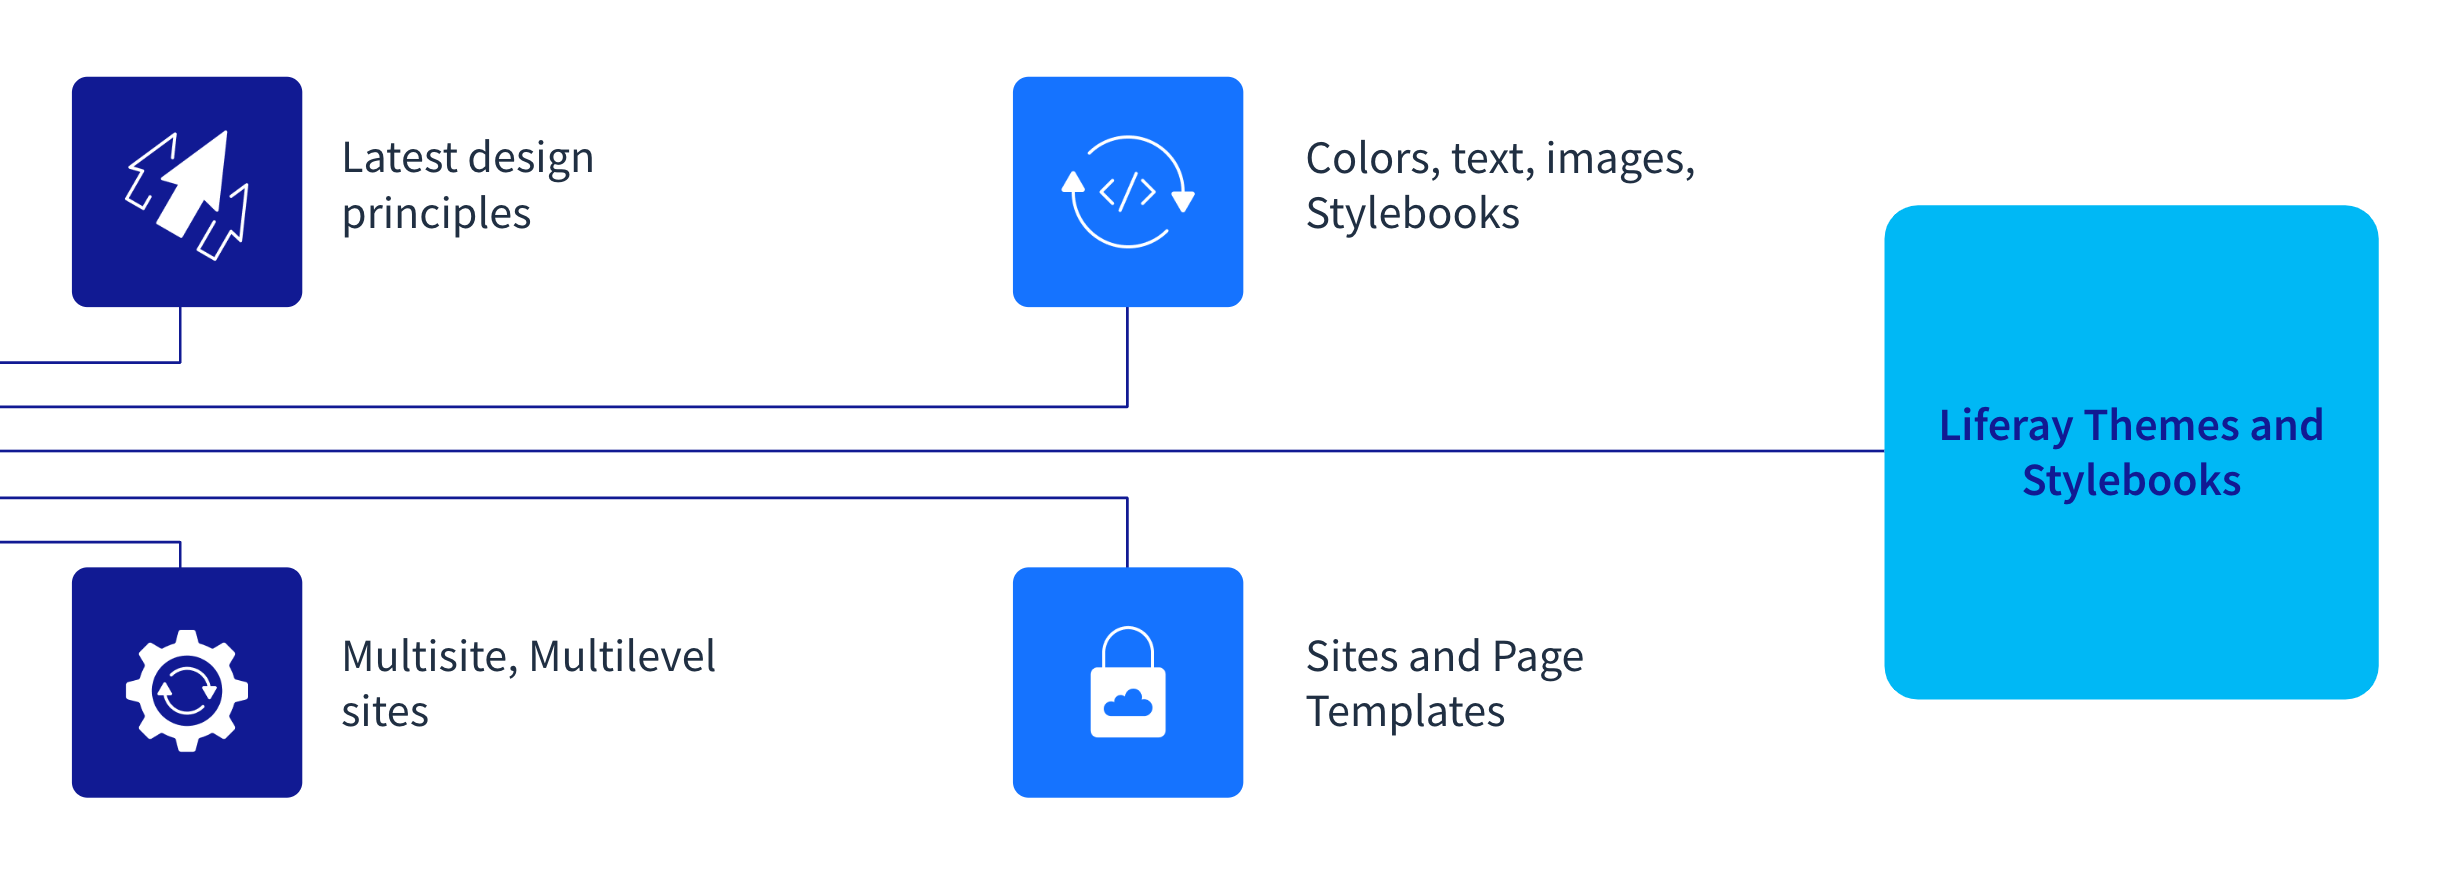 Latest design
principles
Colors, text, images,
Stylebooks
Liferay Themes and
Stylebooks
Multisite, Multilevel
sites
Sites and Page
Templates